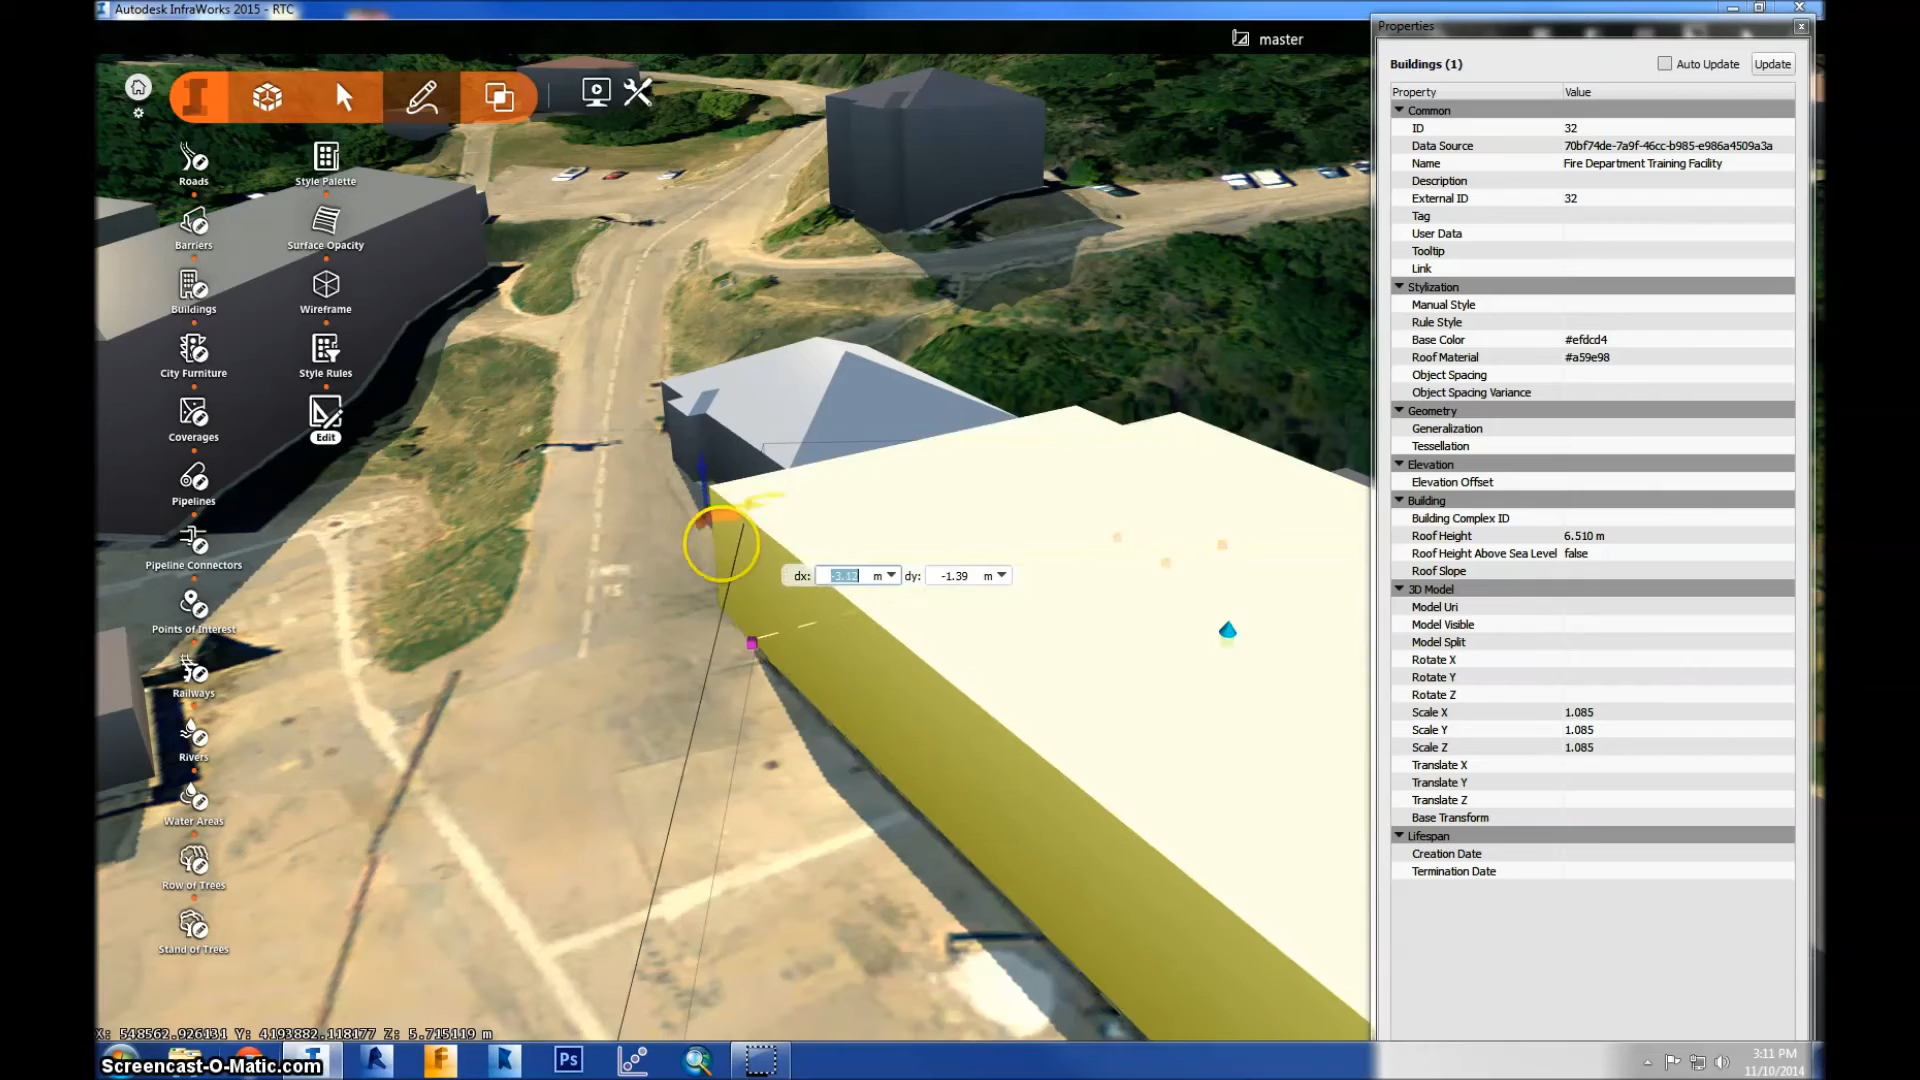 Autodesk InfraWorks 2015 - RTC
master
Properties
Buildings (1)
Auto Update
Update
Property Value
Common
ID 32
Data Source 70bf74de-7a9f-46cc-b985-e986a4509a3a
Name Fire Department Training Facility
Description
External ID 32
Tag
User Data
Tooltip
Link
Stylization
Manual Style
Rule Style
Base Color #efdcd4
Roof Material #a59e98
Object Spacing
Object Spacing Variance
Geometry
Generalization
Tessellation
Elevation
Elevation Offset
Building
Building Complex ID
Roof Height 6.510 m
Roof Height Above Sea Level false
Roof Slope
3D Model
Model Uri
Model Visible
Model Split
Rotate X
Rotate Y
Rotate Z
Scale X 1.085
Scale Y 1.085
Scale Z 1.085
Translate X
Translate Y
Translate Z
Base Transform
Lifespan
Creation Date
Termination Date
Roads
Style Palette
Barriers
Surface Opacity
Buildings
Wireframe
City Furniture
Style Rules
Coverages
Edit
Pipelines
Pipeline Connectors
Points of Interest
Railways
Rivers
Water Areas
Row of Trees
Stand of Trees
dx: -3.12 m dy: -1.39 m
X: 548562.926131 Y: 4193882.118177 Z: 5.715119 m
Screencast-O-Matic.com
Ps
3:11 PM
11/10/2014